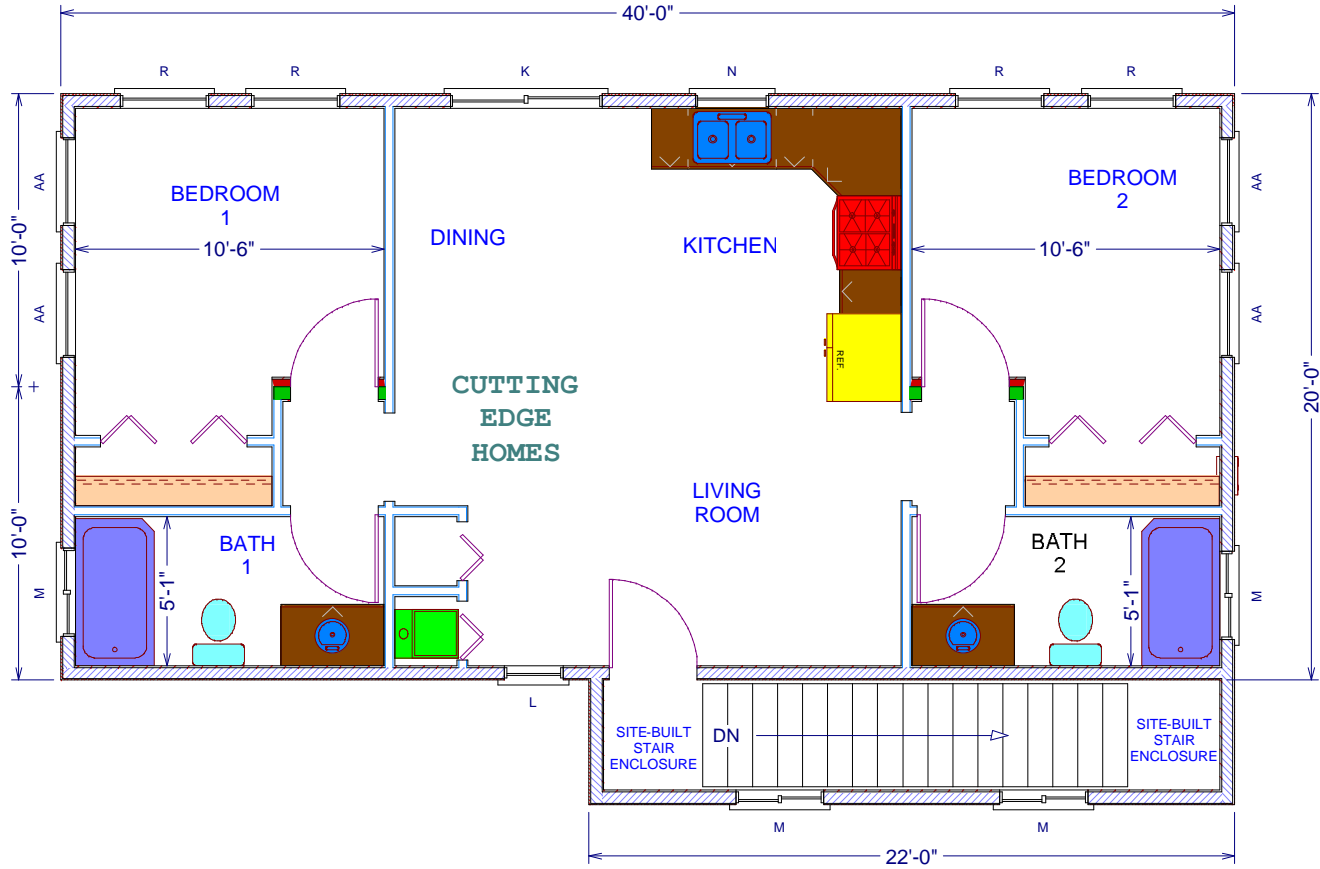 40'-0"
R
R
K
N
R
R
AA
AA
10'-0"
BEDROOM
1
BEDROOM
2
DINING
KITCHEN
10'-6"
10'-6"
AA
AA
REF.
CUTTING
EDGE
HOMES
20'-0"
LIVING
ROOM
10'-0"
BATH
1
BATH
2
5'-1"
5'-1"
M
M
L
SITE-BUILT
STAIR
ENCLOSURE
DN
SITE-BUILT
STAIR
ENCLOSURE
M
M
22'-0"